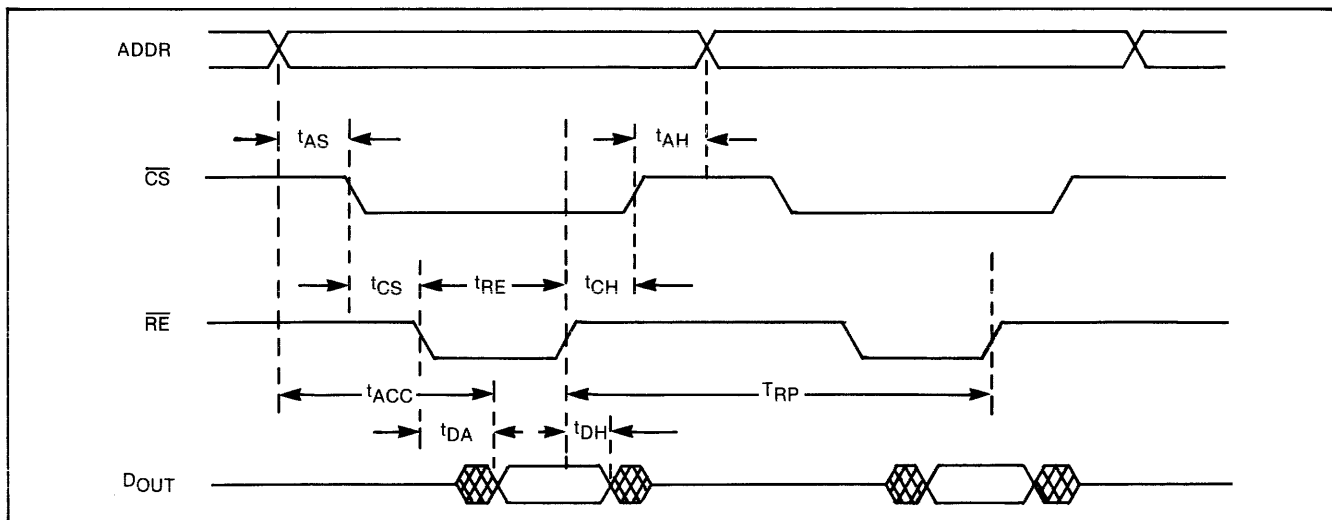 ADDR
tAS
tAH
CS
tCS
tRE
tCH
RE
tACC
TRP
tDA
tDH
DOUT